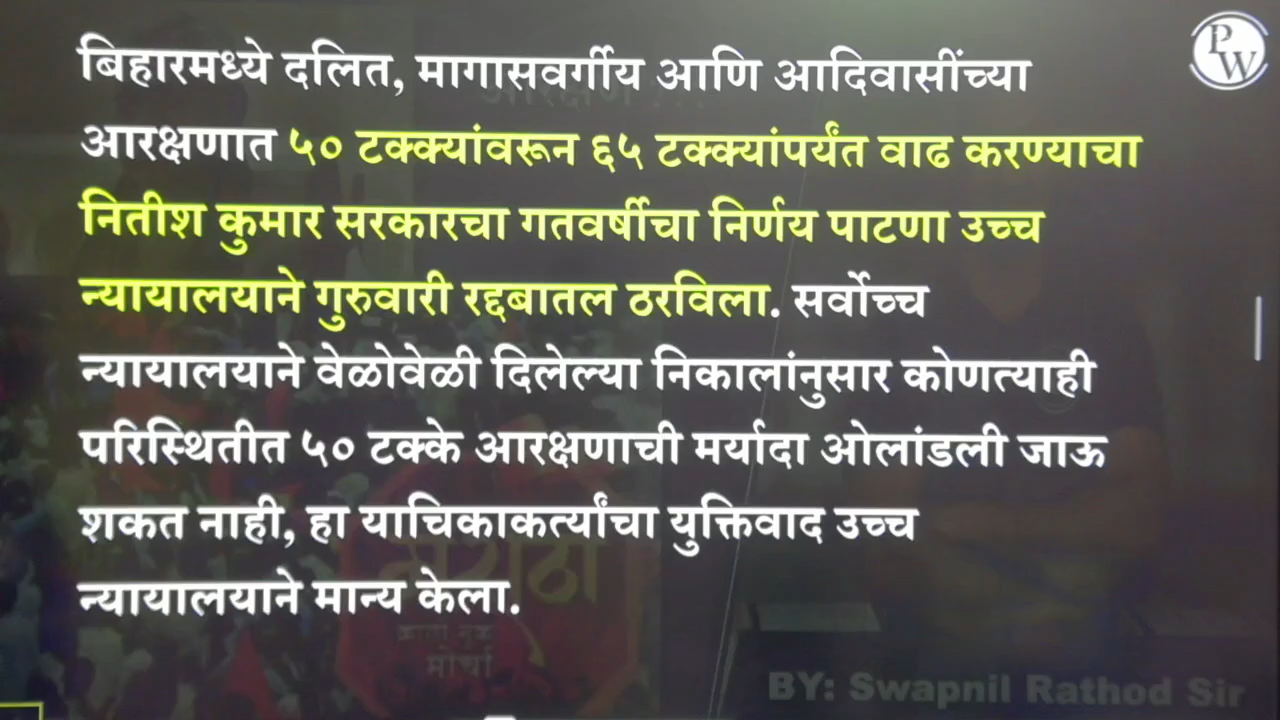 PW
बिहारमध्ये दलित, मागासवर्गीय आणि आदिवासींच्या
आरक्षणात ५० टक्क्यांवरून ६५ टक्क्यांपर्यंत वाढ करण्याचा
नितीश कुमार सरकारचा गतवर्षीचा निर्णय पाटणा उच्च
न्यायालयाने गुरुवारी रद्दबातल ठरविला. सर्वोच्च
न्यायालयाने वेळोवेळी दिलेल्या निकालांनुसार कोणत्याही
परिस्थितीत ५० टक्के आरक्षणाची मर्यादा ओलांडली जाऊ
शकत नाही, हा याचिकाकर्त्यांचा युक्तिवाद उच्च
न्यायालयाने मान्य केला.
मराठा
मोर्चा
BY: Swapnil Rathod Sir